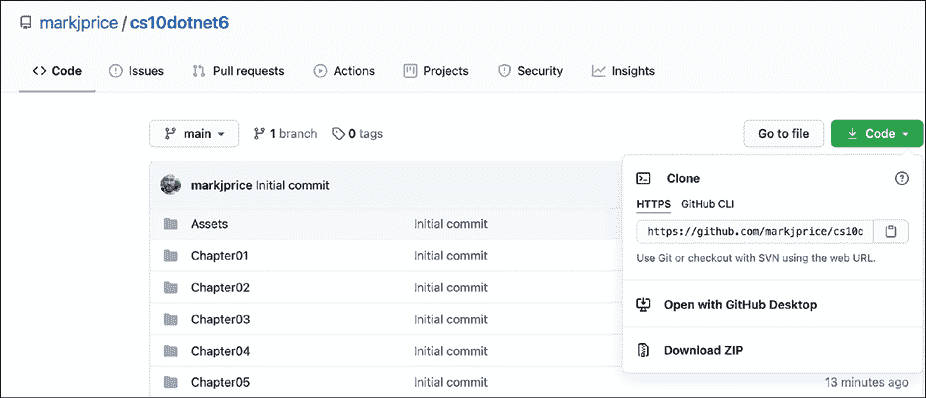 markjprice / cs10dotnet6
Code Issues Pull requests Actions Projects Security Insights
main 1 branch 0 tags Go to file Code
markjprice Initial commit
Assets Initial commit
Chapter01 Initial commit
Chapter02 Initial commit
Chapter03 Initial commit
Chapter04 Initial commit
Chapter05 Initial commit 13 minutes ago
Clone
HTTPS GitHub CLI
https://github.com/markjprice/cs10d
Use Git or checkout with SVN using the web URL.
Open with GitHub Desktop
Download ZIP